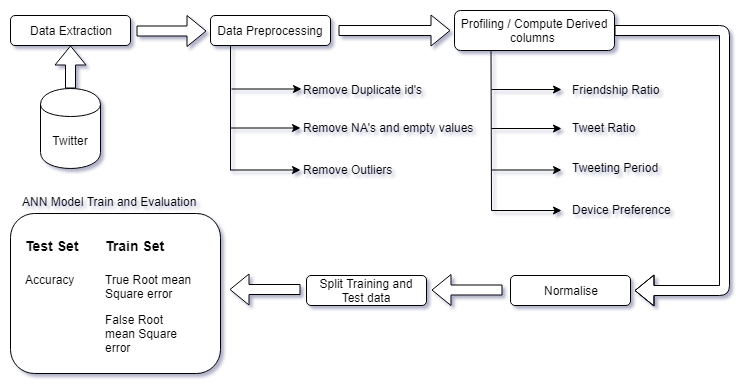 Data Extraction
Data Preprocessing
Profiling / Compute Derived
columns
Twitter
Remove Duplicate id's
Remove NA's and empty values
Remove Outliers
Friendship Ratio
Tweet Ratio
Tweeting Period
Device Preference
ANN Model Train and Evaluation
Test Set
Train Set
Accuracy
True Root mean
Square error
False Root
mean Square
error
Split Training and
Test data
Normalise